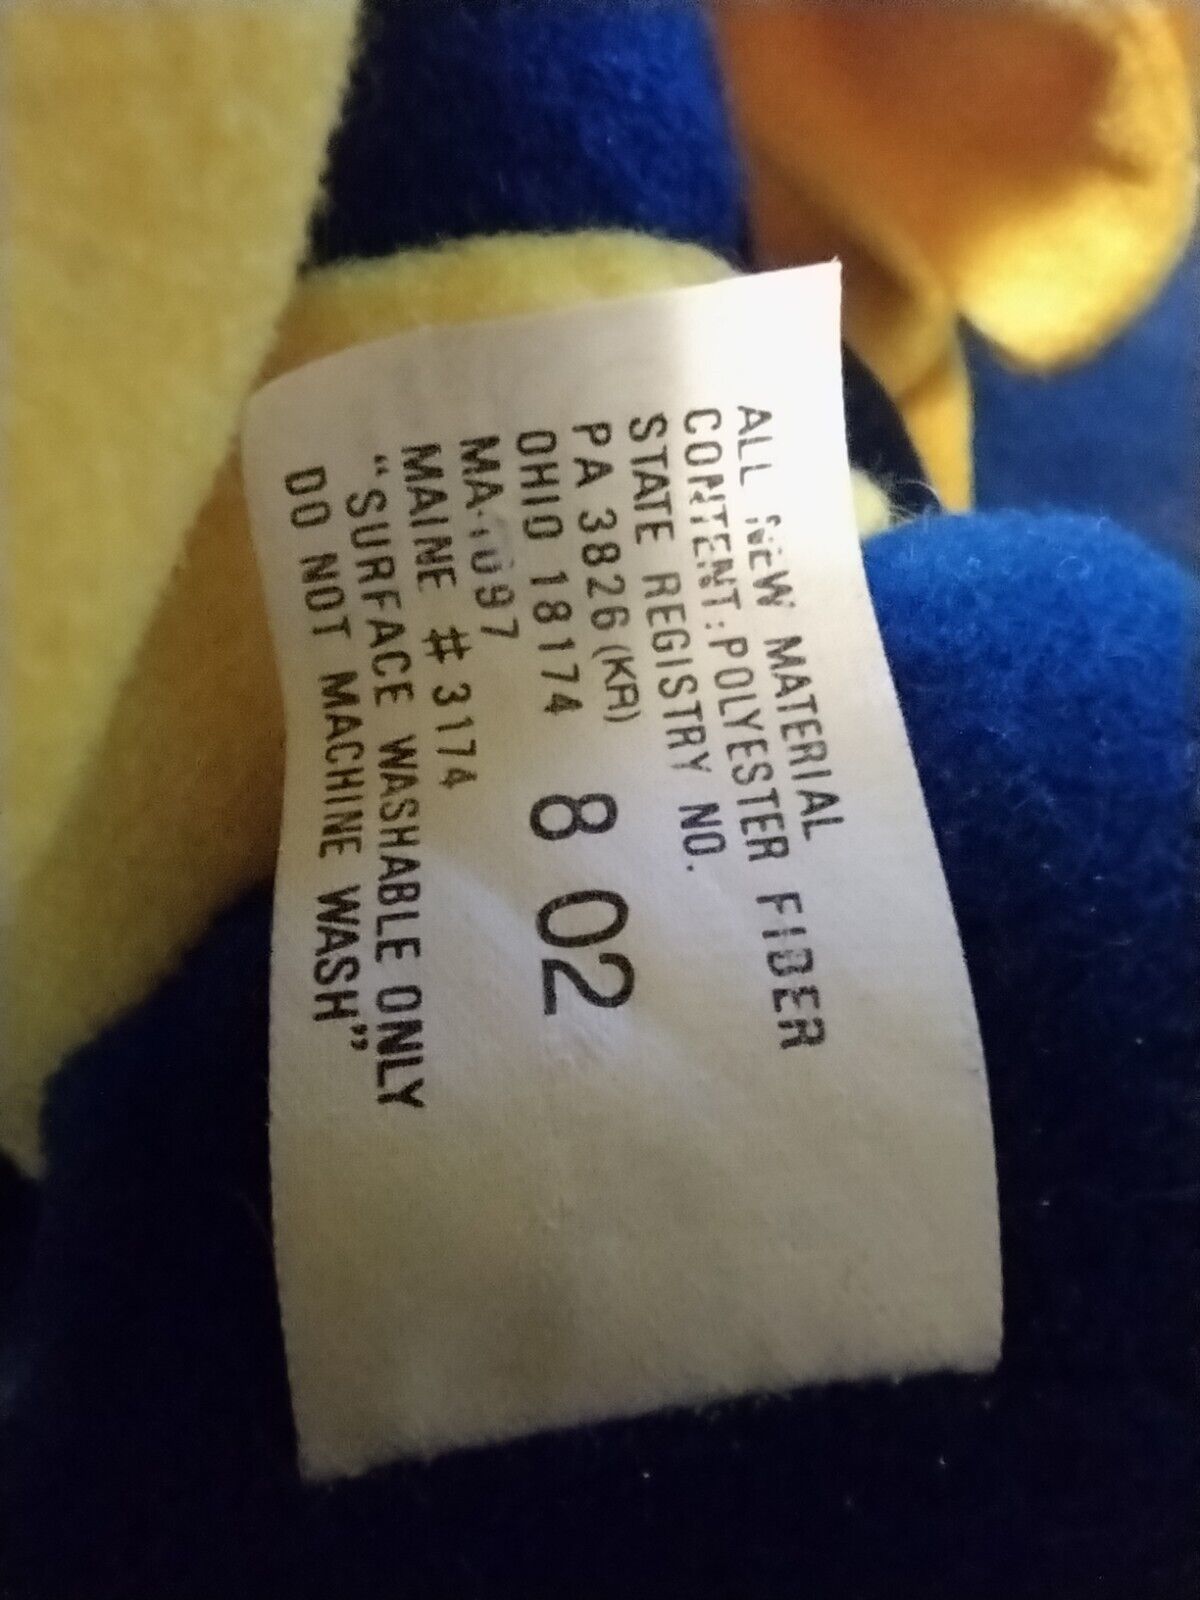 ALL NEW MATERIAL
CONTENT: POLYESTER FIBER
STATE REGISTRY NO.
PA 3826 (KR)
OHIO 18174
8 02
MAINE # 3174
"SURFACE WASHABLE ONLY
DO NOT MACHINE WASH"